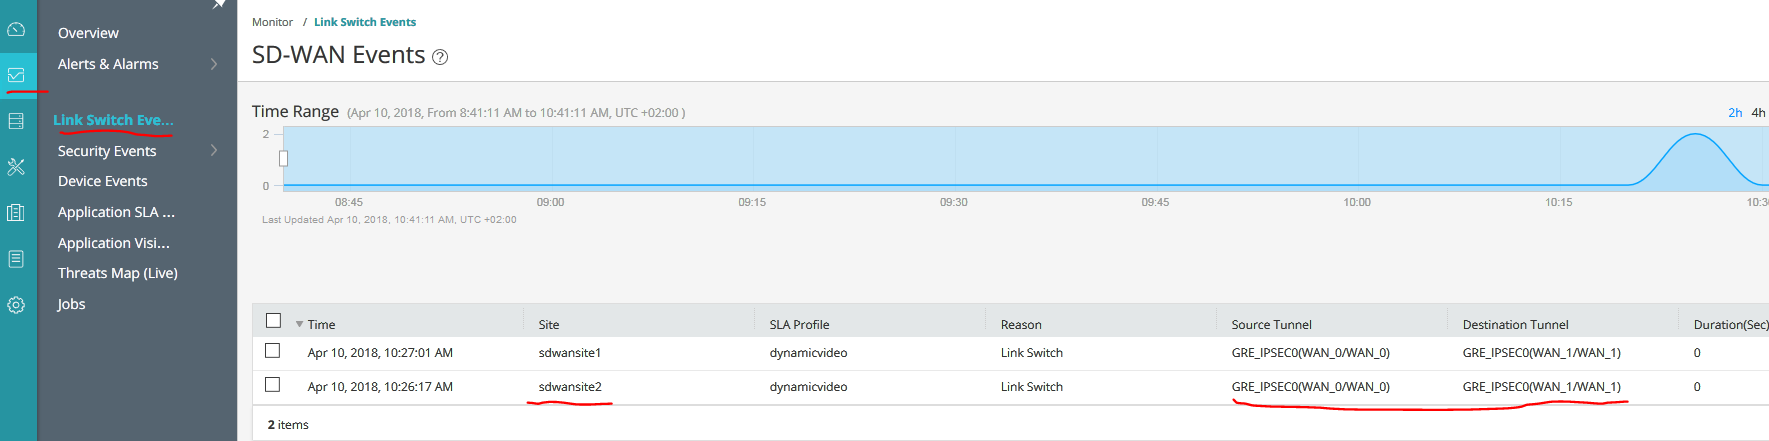 Overview
Alerts & Alarms
Link Switch Eve...
Security Events
Device Events
Application SLA ...
Application Visi...
Threats Map (Live)
Jobs
Monitor / Link Switch Events
SD-WAN Events ?
Time Range (Apr 10, 2018, From 8:41:11 AM to 10:41:11 AM, UTC +02:00 )
2h 4h
2
0
08:45 09:00 09:15 09:30 09:45 10:00 10:15 10:30
Last Updated Apr 10, 2018, 10:41:11 AM, UTC +02:00
Time Site SLA Profile Reason Source Tunnel Destination Tunnel Duration(Sec)
Apr 10, 2018, 10:27:01 AM sdwansite1 dynamicvideo Link Switch GRE_IPSEC0(WAN_0/WAN_0) GRE_IPSEC0(WAN_1/WAN_1) 0
Apr 10, 2018, 10:26:17 AM sdwansite2 dynamicvideo Link Switch GRE_IPSEC0(WAN_0/WAN_0) GRE_IPSEC0(WAN_1/WAN_1) 0
2 items